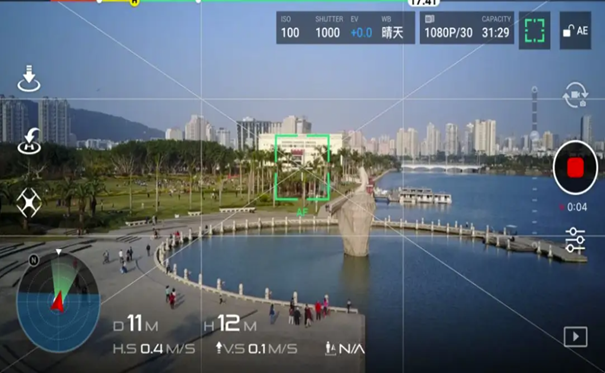 17:41
H
ISO SHUTTER EV WB CAPACITY
100 1000 +0.0 晴天 1080P/30 31:29 AE
AE
0:04
N
D 11 M H 12 M
H.S 0.4 M/S V.S 0.1 M/S N/A